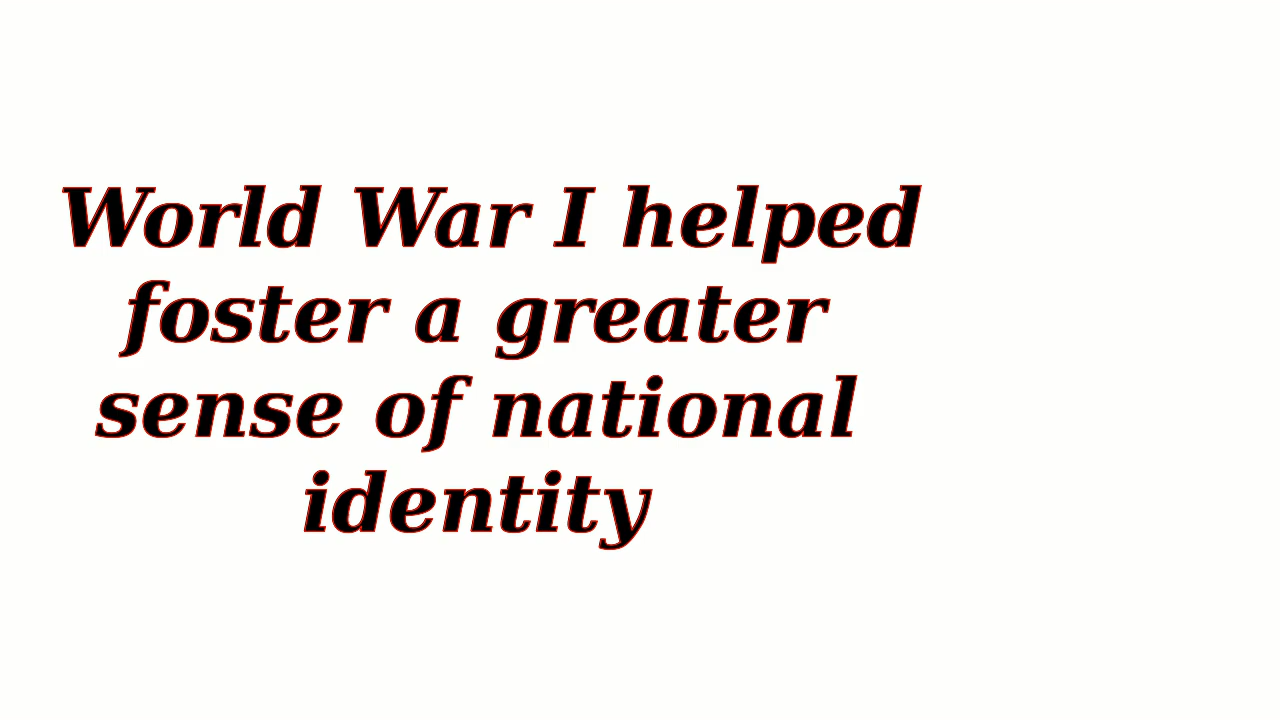 World War I helped
foster a greater
sense of national
identity